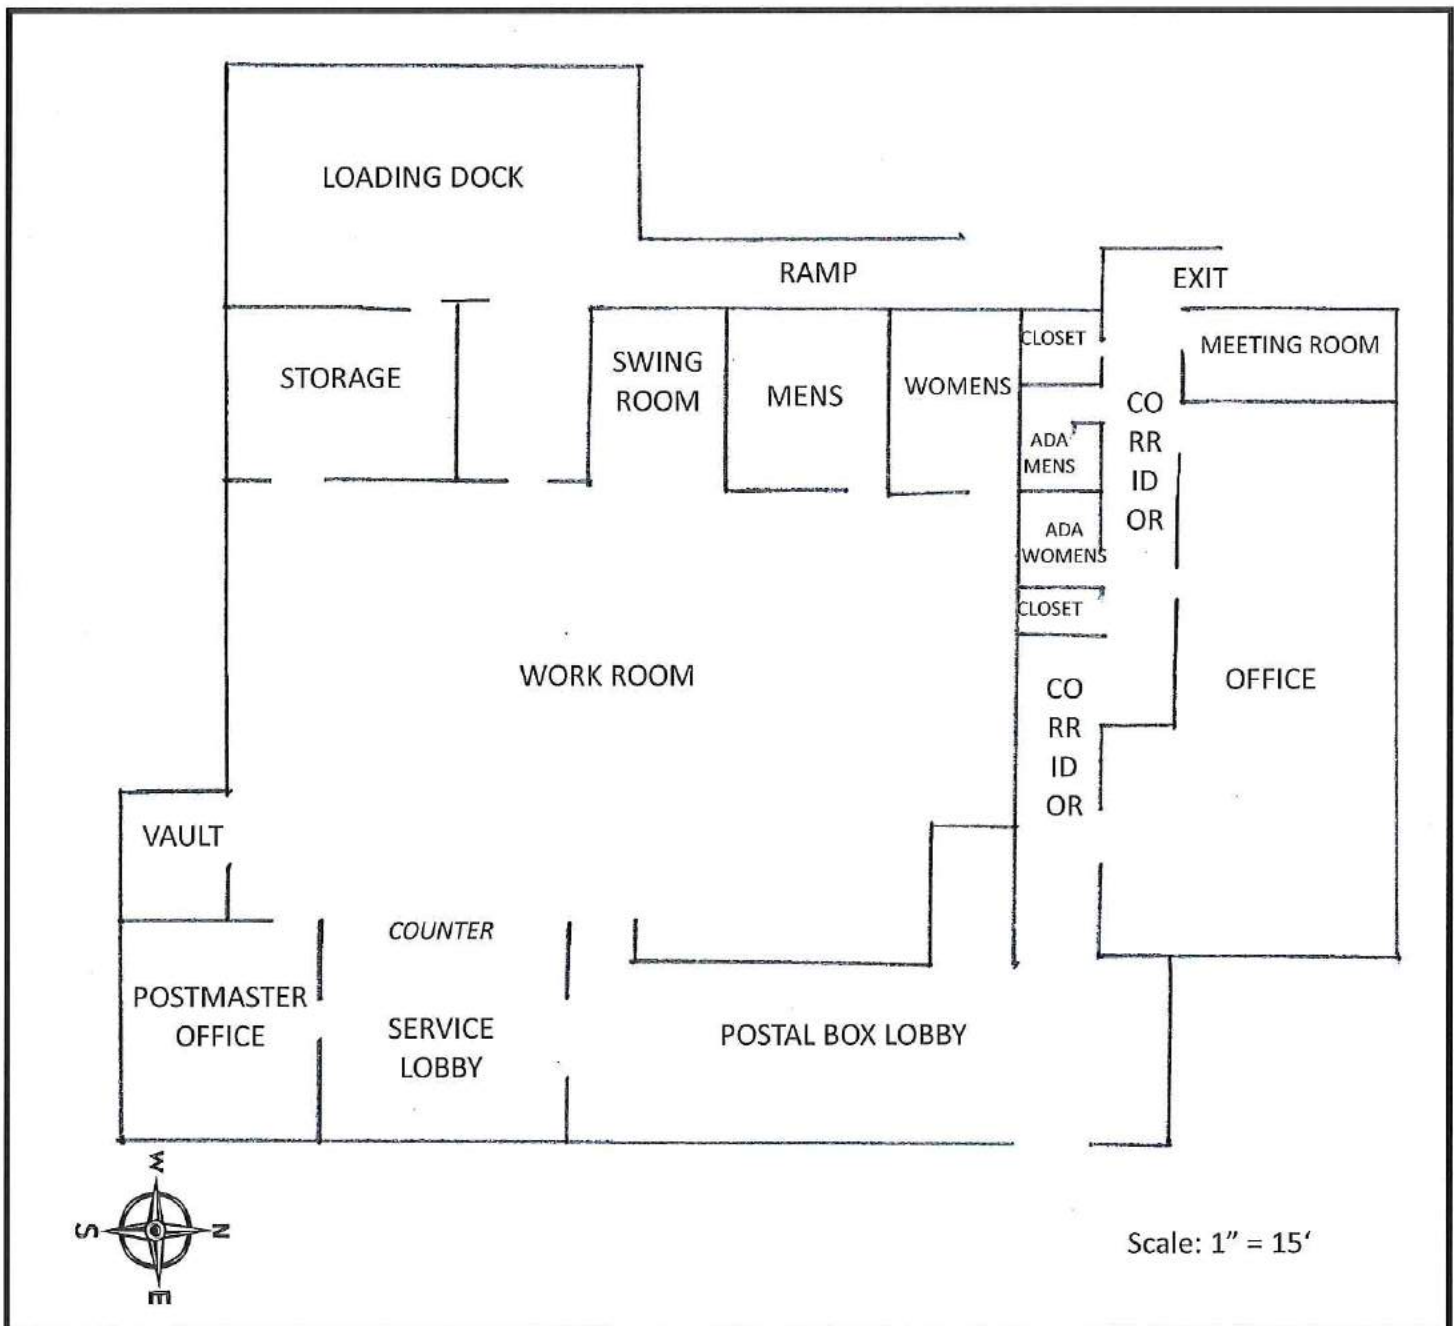 LOADING DOCK
RAMP
EXIT
CLOSET
MEETING ROOM
STORAGE
SWING
ROOM
MENS
WOMENS
CO
RR
ID
OR
ADA
MENS
ADA
WOMENS
CLOSET
WORK ROOM
CO
RR
ID
OR
OFFICE
VAULT
COUNTER
POSTMASTER
OFFICE
SERVICE
LOBBY
POSTAL BOX LOBBY
W
S
N
E
Scale: 1" = 15‘